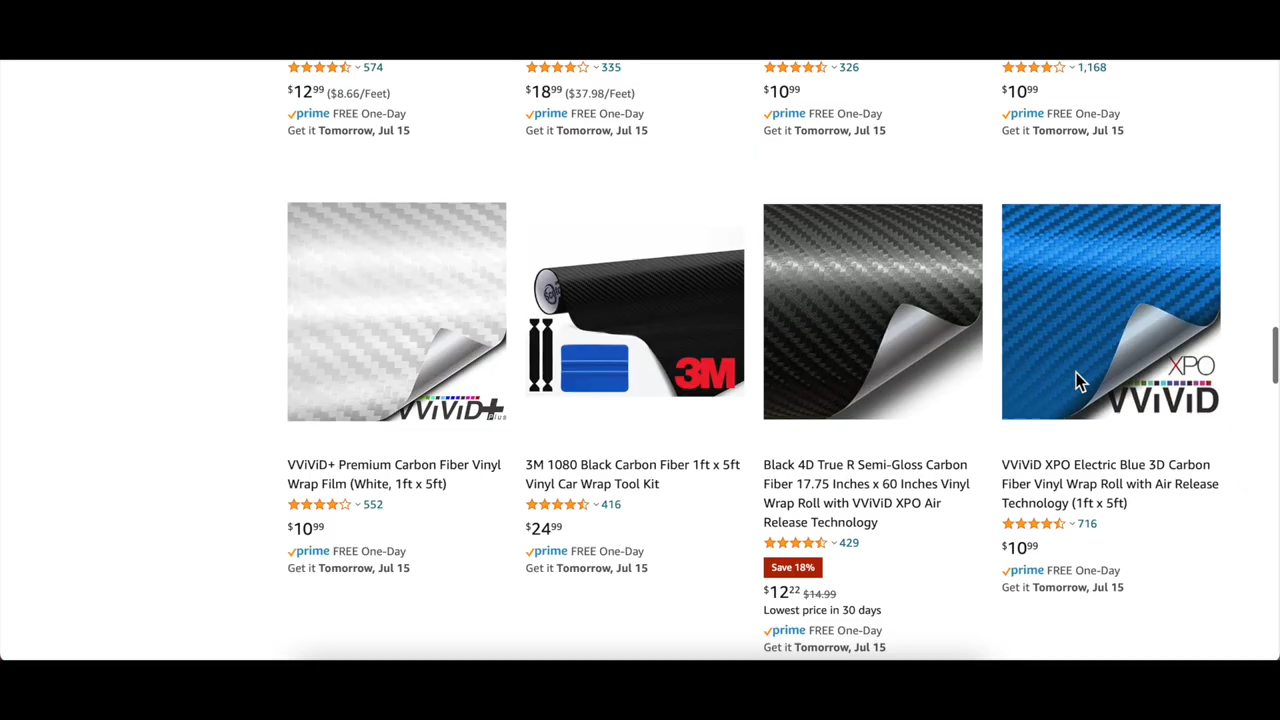 574
335
326
1,168
$12.99 ($8.66/Feet)
$18.99 ($37.98/Feet)
$10.99
$10.99
prime FREE One-Day
prime FREE One-Day
prime FREE One-Day
prime FREE One-Day
Get it Tomorrow, Jul 15
Get it Tomorrow, Jul 15
Get it Tomorrow, Jul 15
Get it Tomorrow, Jul 15
VViViD+
Plus
3M
XPO
VViViD
VViViD+ Premium Carbon Fiber Vinyl
Wrap Film (White, 1ft x 5ft)
552
$10.99
prime FREE One-Day
Get it Tomorrow, Jul 15
3M 1080 Black Carbon Fiber 1ft x 5ft
Vinyl Car Wrap Tool Kit
416
$24.99
prime FREE One-Day
Get it Tomorrow, Jul 15
Black 4D True R Semi-Gloss Carbon
Fiber 17.75 Inches x 60 Inches Vinyl
Wrap Roll with VViViD XPO Air
Release Technology
429
Save 18%
$12.22 $14.99
Lowest price in 30 days
prime FREE One-Day
Get it Tomorrow, Jul 15
VViViD XPO Electric Blue 3D Carbon
Fiber Vinyl Wrap Roll with Air Release
Technology (1ft x 5ft)
716
$10.99
prime FREE One-Day
Get it Tomorrow, Jul 15